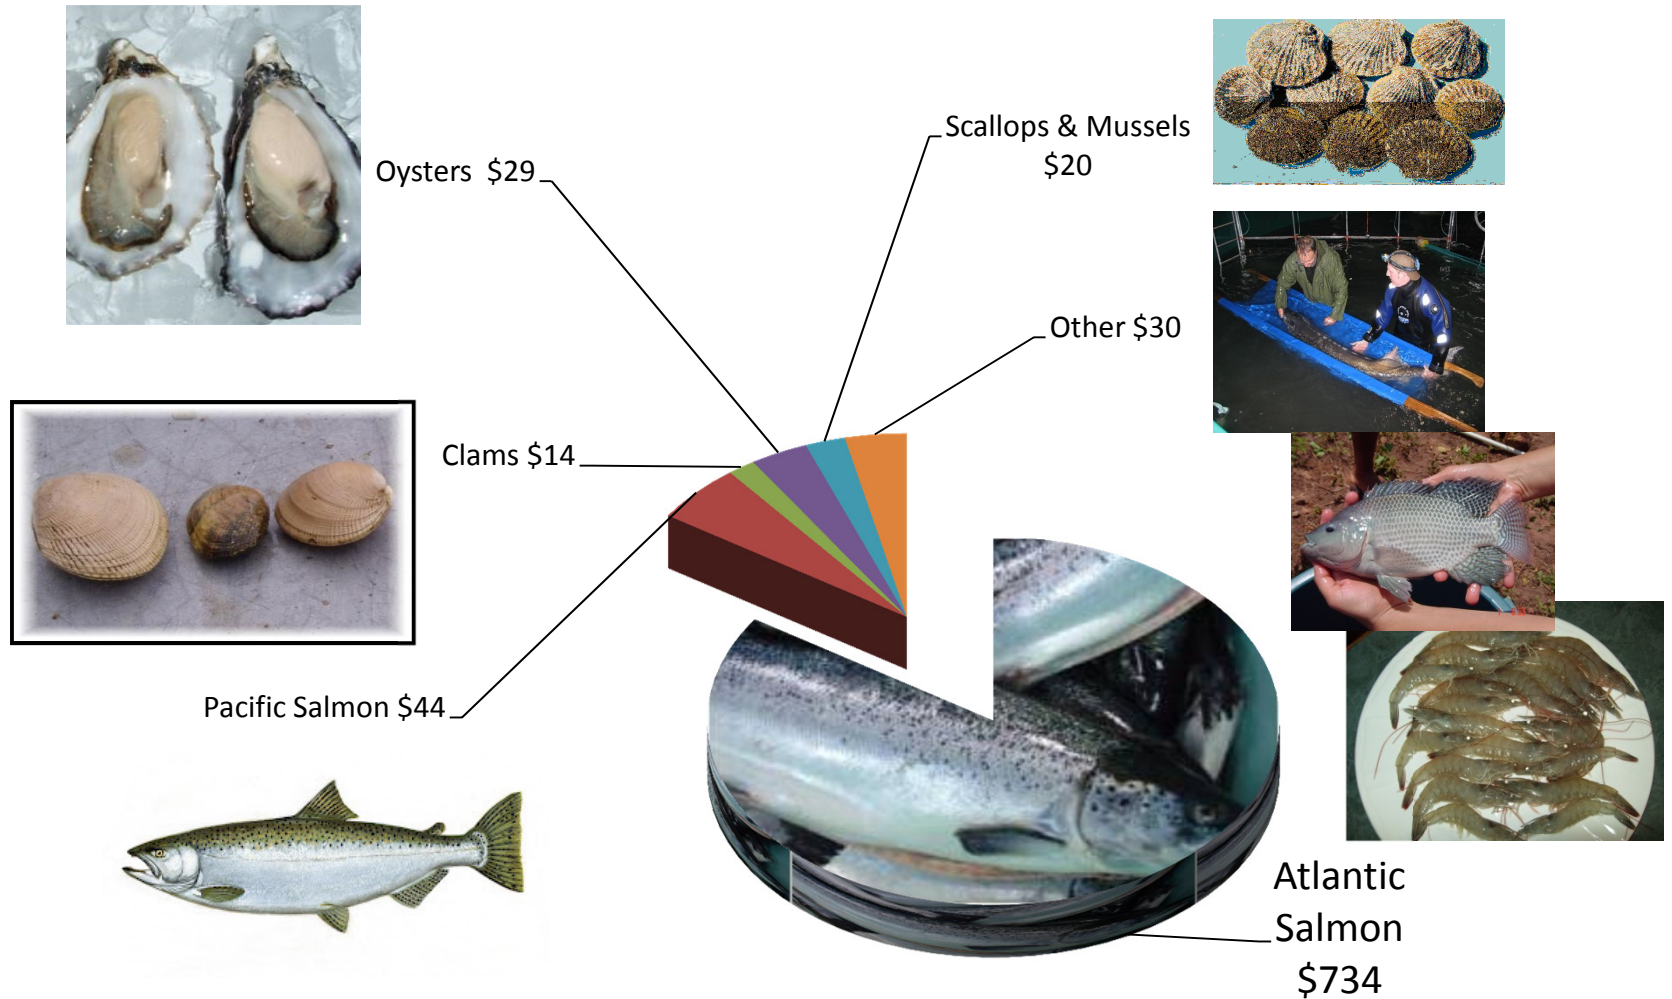 Scallops & Mussels
$20
Oysters $29
Other $30
Clams $14
Pacific Salmon $44
Atlantic
Salmon
$734